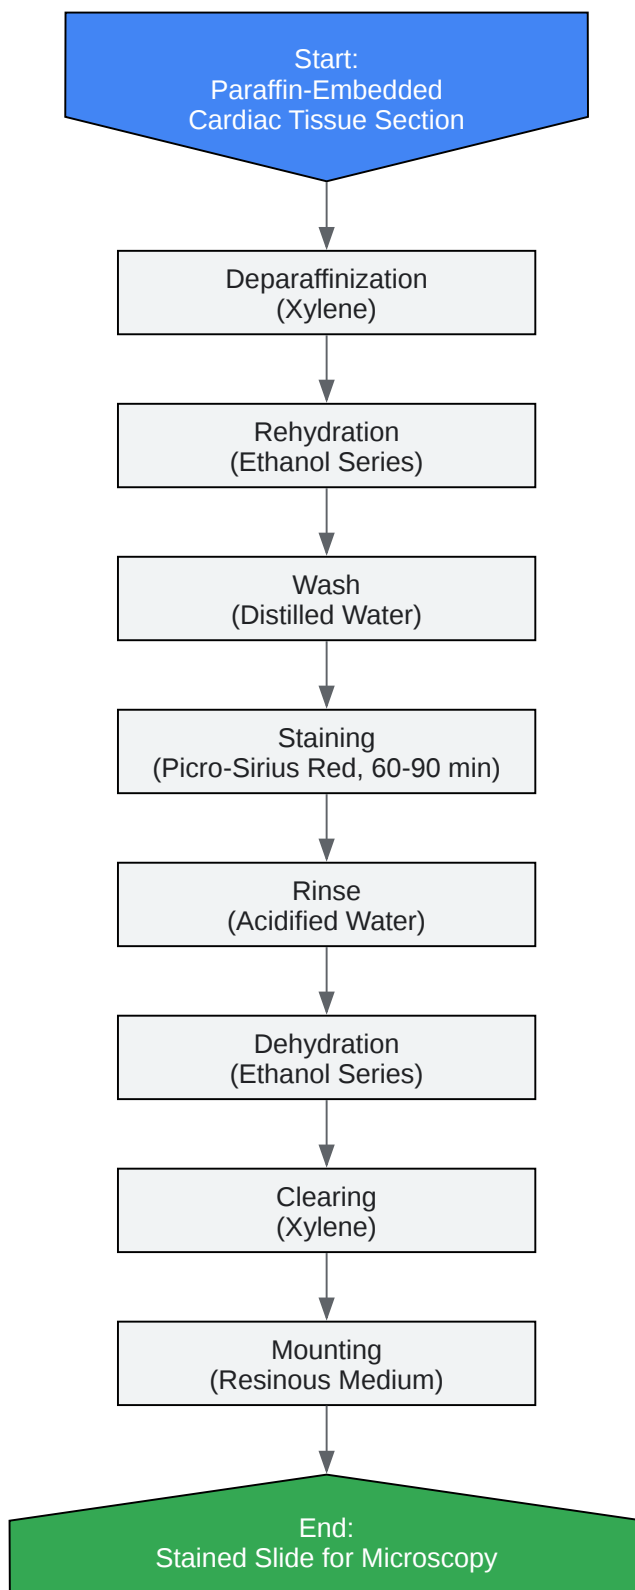 Start:
Paraffin-Embedded
Cardiac Tissue Section
Deparaffinization
(Xylene)
Rehydration
(Ethanol Series)
Wash
(Distilled Water)
Staining
(Picro-Sirius Red, 60-90 min)
Rinse
(Acidified Water)
Dehydration
(Ethanol Series)
Clearing
(Xylene)
Mounting
(Resinous Medium)
End:
Stained Slide for Microscopy